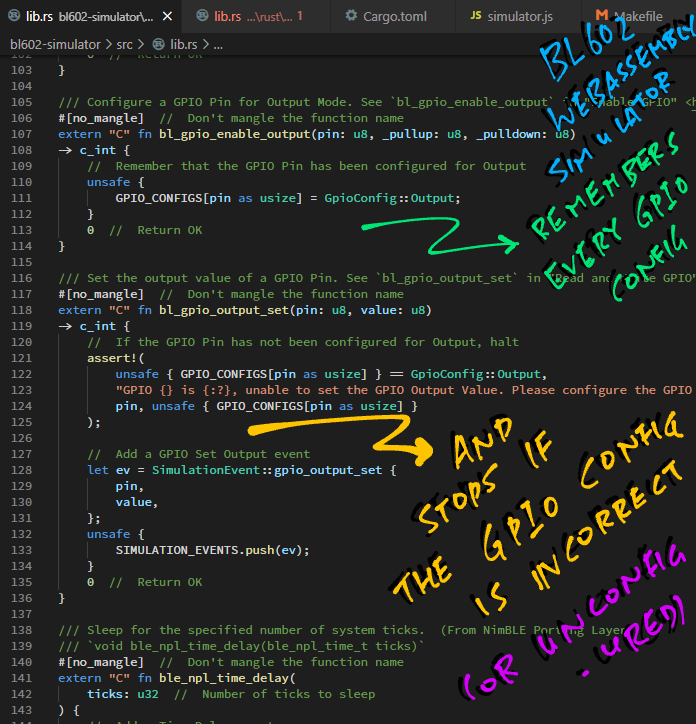 lib.rs bl602-simulator\... × lib.rs ...\rust\... 1 Cargo.toml JS simulator.js Makefile
bl602-simulator > src > lib.rs > ...
102 0 // Return OK
103 }
104
105 /// Configure a GPIO Pin for Output Mode. See `bl_gpio_enable_output` in "Enable GPIO" <h
106 #[no_mangle] // Don't mangle the function name
107 extern "C" fn bl_gpio_enable_output(pin: u8, _pullup: u8, _pulldown: u8)
108 -> c_int {
109 // Remember that the GPIO Pin has been configured for Output
110 unsafe {
111 GPIO_CONFIGS[pin as usize] = GpioConfig::Output;
112 }
113 0 // Return OK
114 }
115
116 /// Set the output value of a GPIO Pin. See `bl_gpio_output_set` in "Read and Write GPIO"
117 #[no_mangle] // Don't mangle the function name
118 extern "C" fn bl_gpio_output_set(pin: u8, value: u8)
119 -> c_int {
120 // If the GPIO Pin has not been configured for Output, halt
121 assert!(
122 unsafe { GPIO_CONFIGS[pin as usize] } == GpioConfig::Output,
123 "GPIO {} is {:?}, unable to set the GPIO Output Value. Please configure the GPIO
124 pin, unsafe { GPIO_CONFIGS[pin as usize] }
125 );
126
127 // Add a GPIO Set Output event
128 let ev = SimulationEvent::gpio_output_set {
129 pin,
130 value,
131 };
132 unsafe {
133 SIMULATION_EVENTS.push(ev);
134 }
135 0 // Return OK
136 }
137
138 /// Sleep for the specified number of system ticks. (From NimBLE Porting Layer)
139 /// `void ble_npl_time_delay(ble_npl_time_t ticks)`
140 #[no_mangle] // Don't mangle the function name
141 extern "C" fn ble_npl_time_delay(
142 ticks: u32 // Number of ticks to sleep
143 ) {
BL602
WEBASSEMBLY
SIMULATOR
REMEMBERS
EVERY GPIO
CONFIG
AND
STOPS IF
THE GPIO CONFIG
IS INCORRECT
(OR UNCONFIG
.URED)